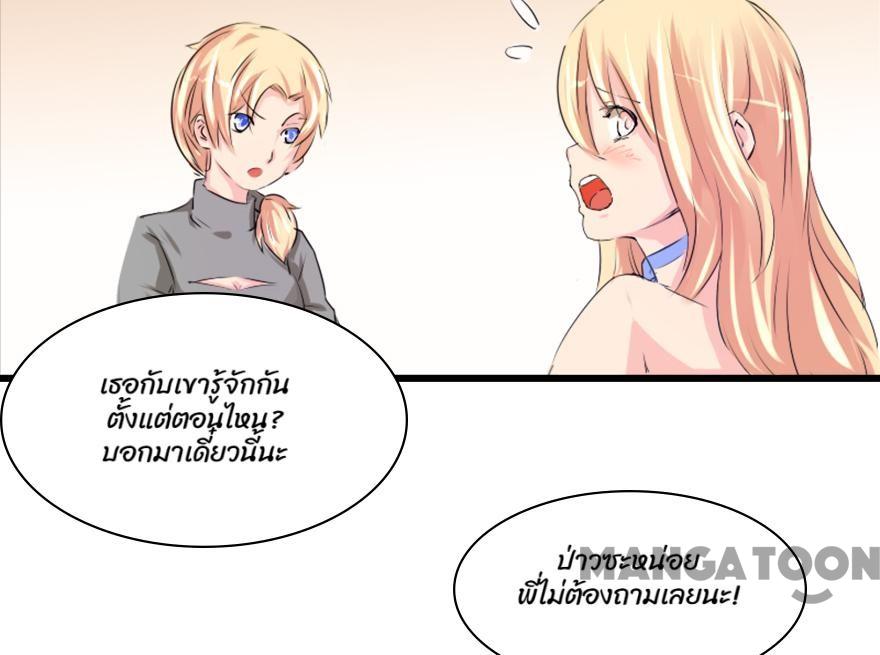 เธอกับเขารู้จักกัน
ตั้งแต่ตอนไหน?
บอกมาเดี๋ยวนี้นะ
ป่าวซะหน่อย
พี่ไม่ต้องถามเลยนะ!
MANGATOON